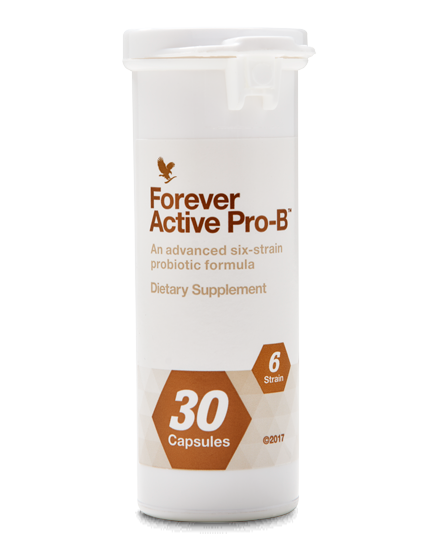 Forever
Active Pro-B™
An advanced six-strain
probiotic formula
Dietary Supplement
6
Strain
30
Capsules
©2017